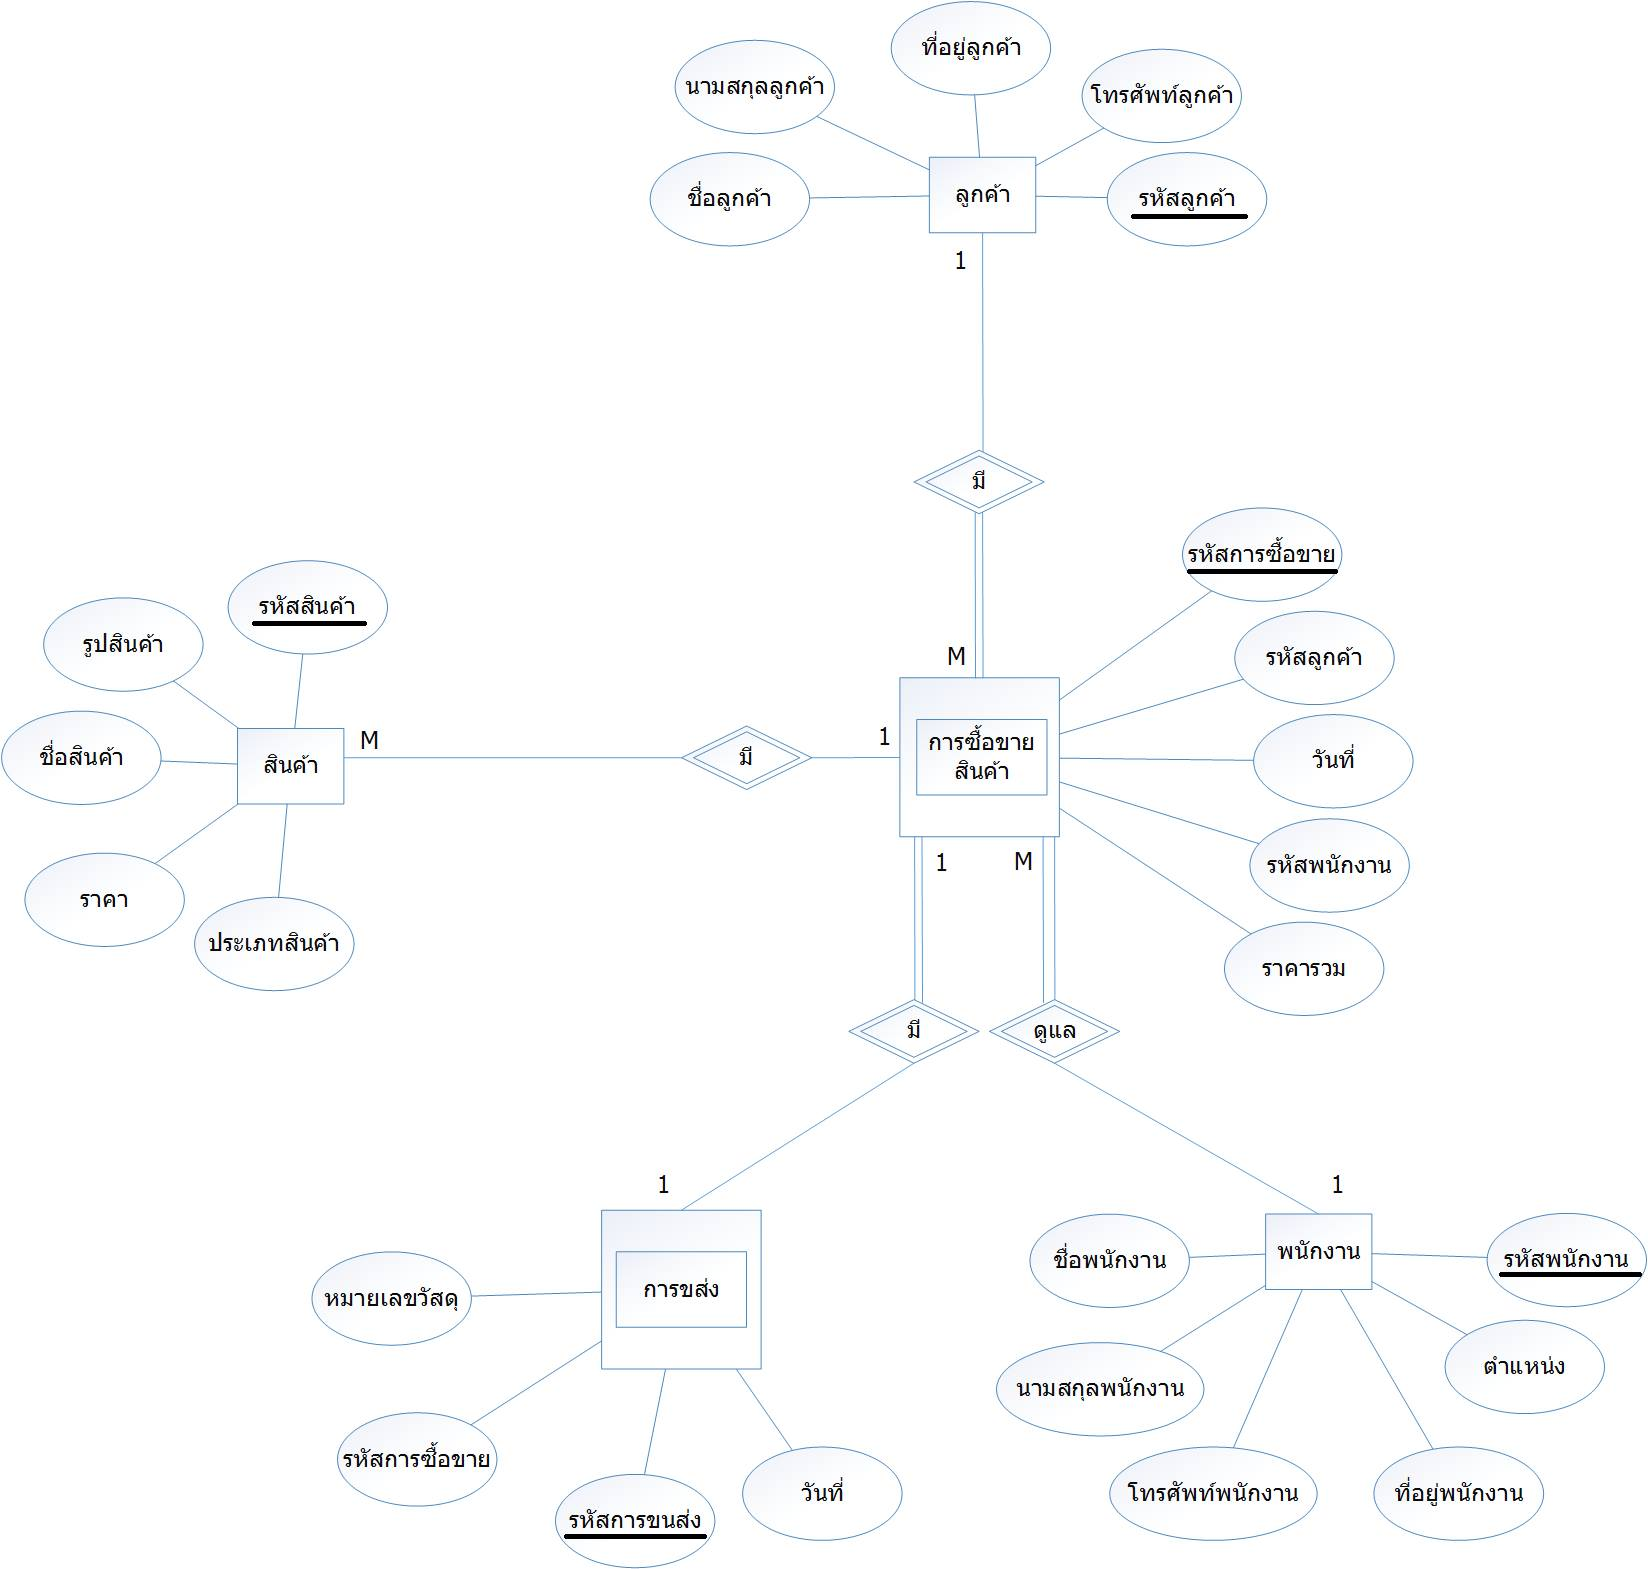 ที่อยู่ลูกค้า
นามสกุลลูกค้า
โทรศัพท์ลูกค้า
ชื่อลูกค้า
ลูกค้า
รหัสลูกค้า
1
มี
M
รหัสการซื้อขาย
รหัสลูกค้า
วันที่
รหัสพนักงาน
ราคารวม
รหัสสินค้า
รูปสินค้า
ชื่อสินค้า
สินค้า
ราคา
ประเภทสินค้า
M
มี
1
การซื้อขาย
สินค้า
1
M
มี
ดูแล
1
1
การขส่ง
หมายเลขวัสดุ
รหัสการซื้อขาย
รหัสการขนส่ง
วันที่
ชื่อพนักงาน
พนักงาน
รหัสพนักงาน
นามสกุลพนักงาน
ตำแหน่ง
โทรศัพท์พนักงาน
ที่อยู่พนักงาน